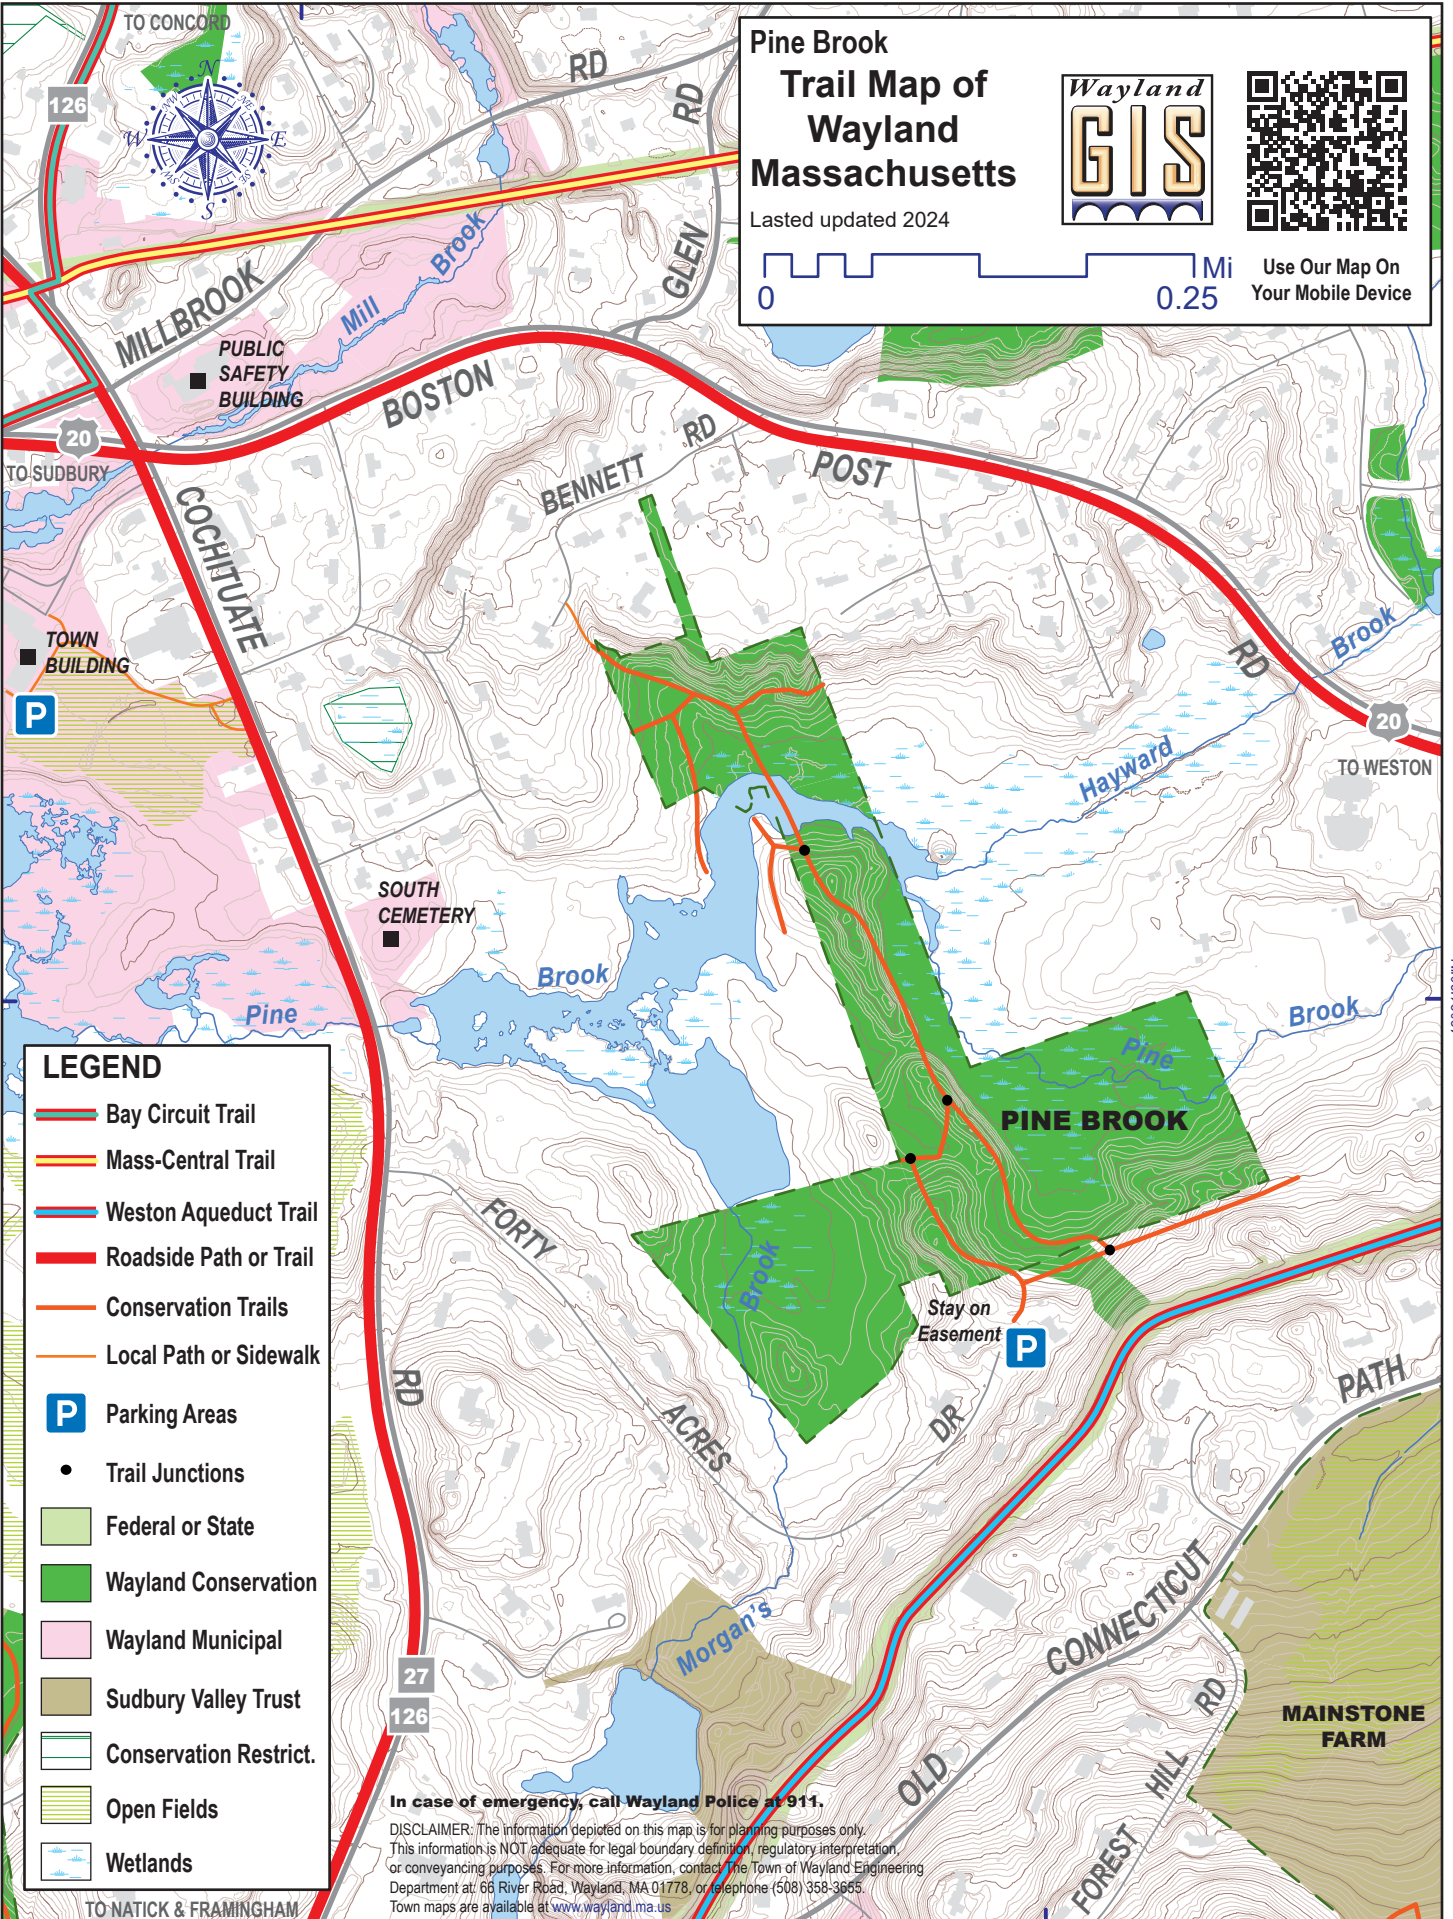 Pine Brook
Trail Map of
Wayland
Massachusetts
Lasted updated 2024
Wayland
GIS
0
0.25
Mi
Use Our Map On
Your Mobile Device
TO CONCORD
126
N
NE
E
SE
S
SW
W
NW
RD
GLEN
RD
MILLBROOK
Mill
Brook
PUBLIC
SAFETY
BUILDING
BOSTON
POST
RD
BENNETT
RD
20
TO SUDBURY
COCHITUATE
TOWN
BUILDING
P
Brook
Hayward
20
TO WESTON
SOUTH
CEMETERY
Brook
Pine
Pine
Brook
PINE BROOK
Brook
Stay on
Easement
P
FORTY
ACRES
DR
RD
PATH
CONNECTICUT
OLD
Morgan's
27
126
FOREST
HILL
RD
MAINSTONE
FARM
LEGEND
Bay Circuit Trail
Mass-Central Trail
Weston Aqueduct Trail
Roadside Path or Trail
Conservation Trails
Local Path or Sidewalk
P
Parking Areas
Trail Junctions
Federal or State
Wayland Conservation
Wayland Municipal
Sudbury Valley Trust
Conservation Restrict.
Open Fields
Wetlands
TO NATICK & FRAMINGHAM
In case of emergency, call Wayland Police at 911.
DISCLAIMER: The information depicted on this map is for planning purposes only.
This information is NOT adequate for legal boundary definition, regulatory interpretation,
or conveyancing purposes. For more information, contact The Town of Wayland Engineering
Department at: 66 River Road, Wayland, MA 01778, or telephone (508) 358-3655.
Town maps are available at www.wayland.ma.us